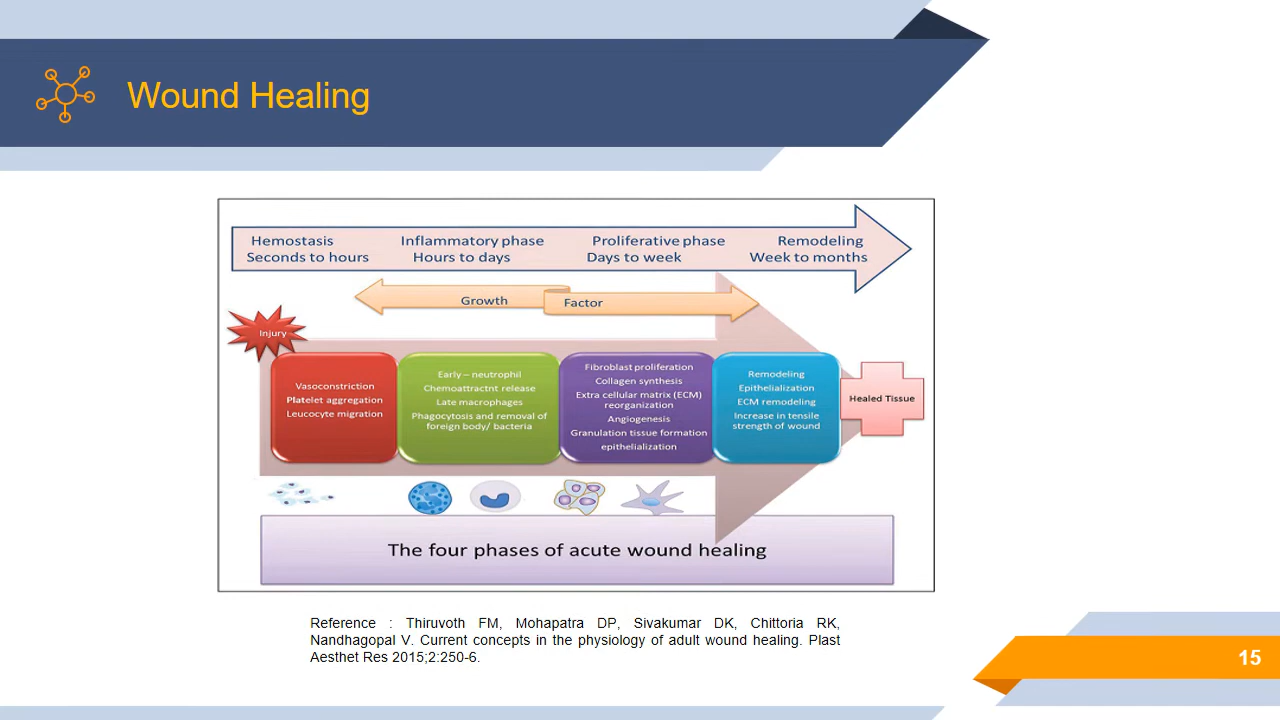 Wound Healing
Hemostasis
Seconds to hours
Inflammatory phase
Hours to days
Proliferative phase
Days to week
Remodeling
Week to months
Growth
Factor
Injury
Vasoconstriction
Platelet aggregation
Leucocyte migration
Early – neutrophil
Chemoattractnt release
Late macrophages
Phagocytosis and removal of
foreign body/ bacteria
Fibroblast proliferation
Collagen synthesis
Extra cellular matrix (ECM)
reorganization
Angiogenesis
Granulation tissue formation
epithelialization
Remodeling
Epithelialization
ECM remodeling
Increase in tensile
strength of wound
Healed Tissue
The four phases of acute wound healing
Reference : Thiruvoth FM, Mohapatra DP, Sivakumar DK, Chittoria RK,
Nandhagopal V. Current concepts in the physiology of adult wound healing. Plast
Aesthet Res 2015;2:250-6.
15